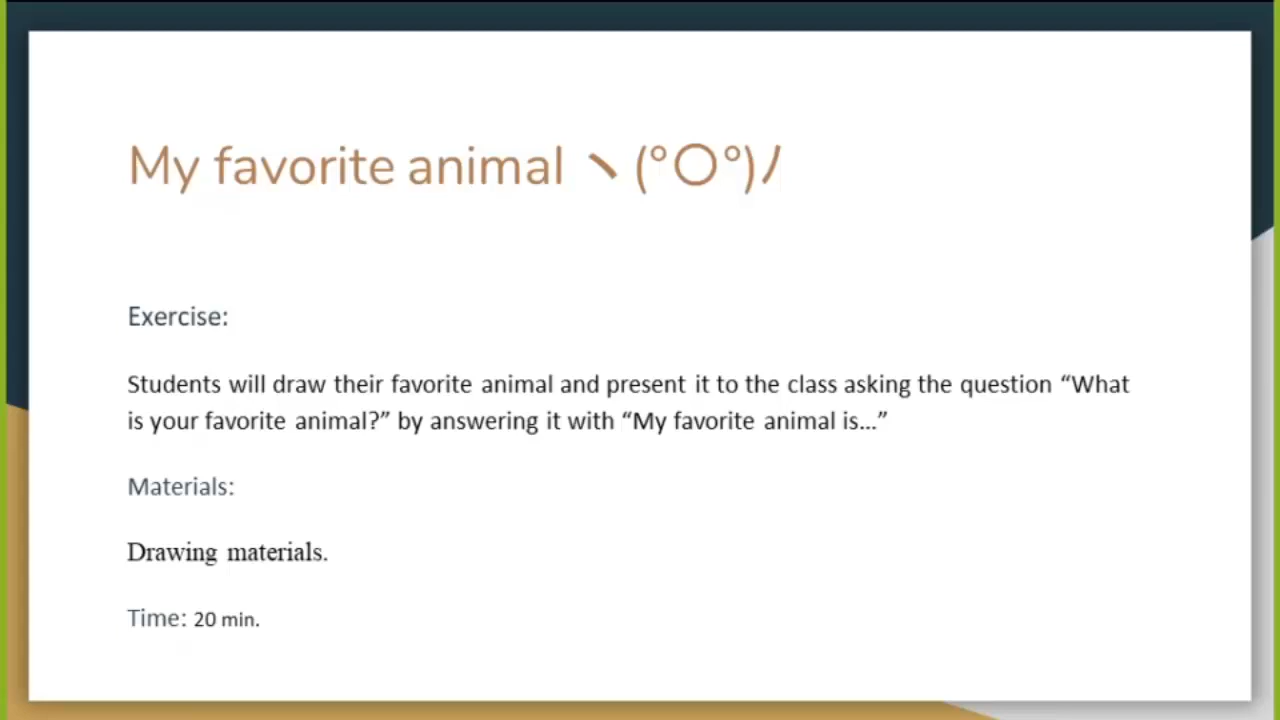 My favorite animal ヽ(°〇°)ﾉ
Exercise:
Students will draw their favorite animal and present it to the class asking the question “What
is your favorite animal?” by answering it with “My favorite animal is...”
Materials:
Drawing materials.
Time: 20 min.